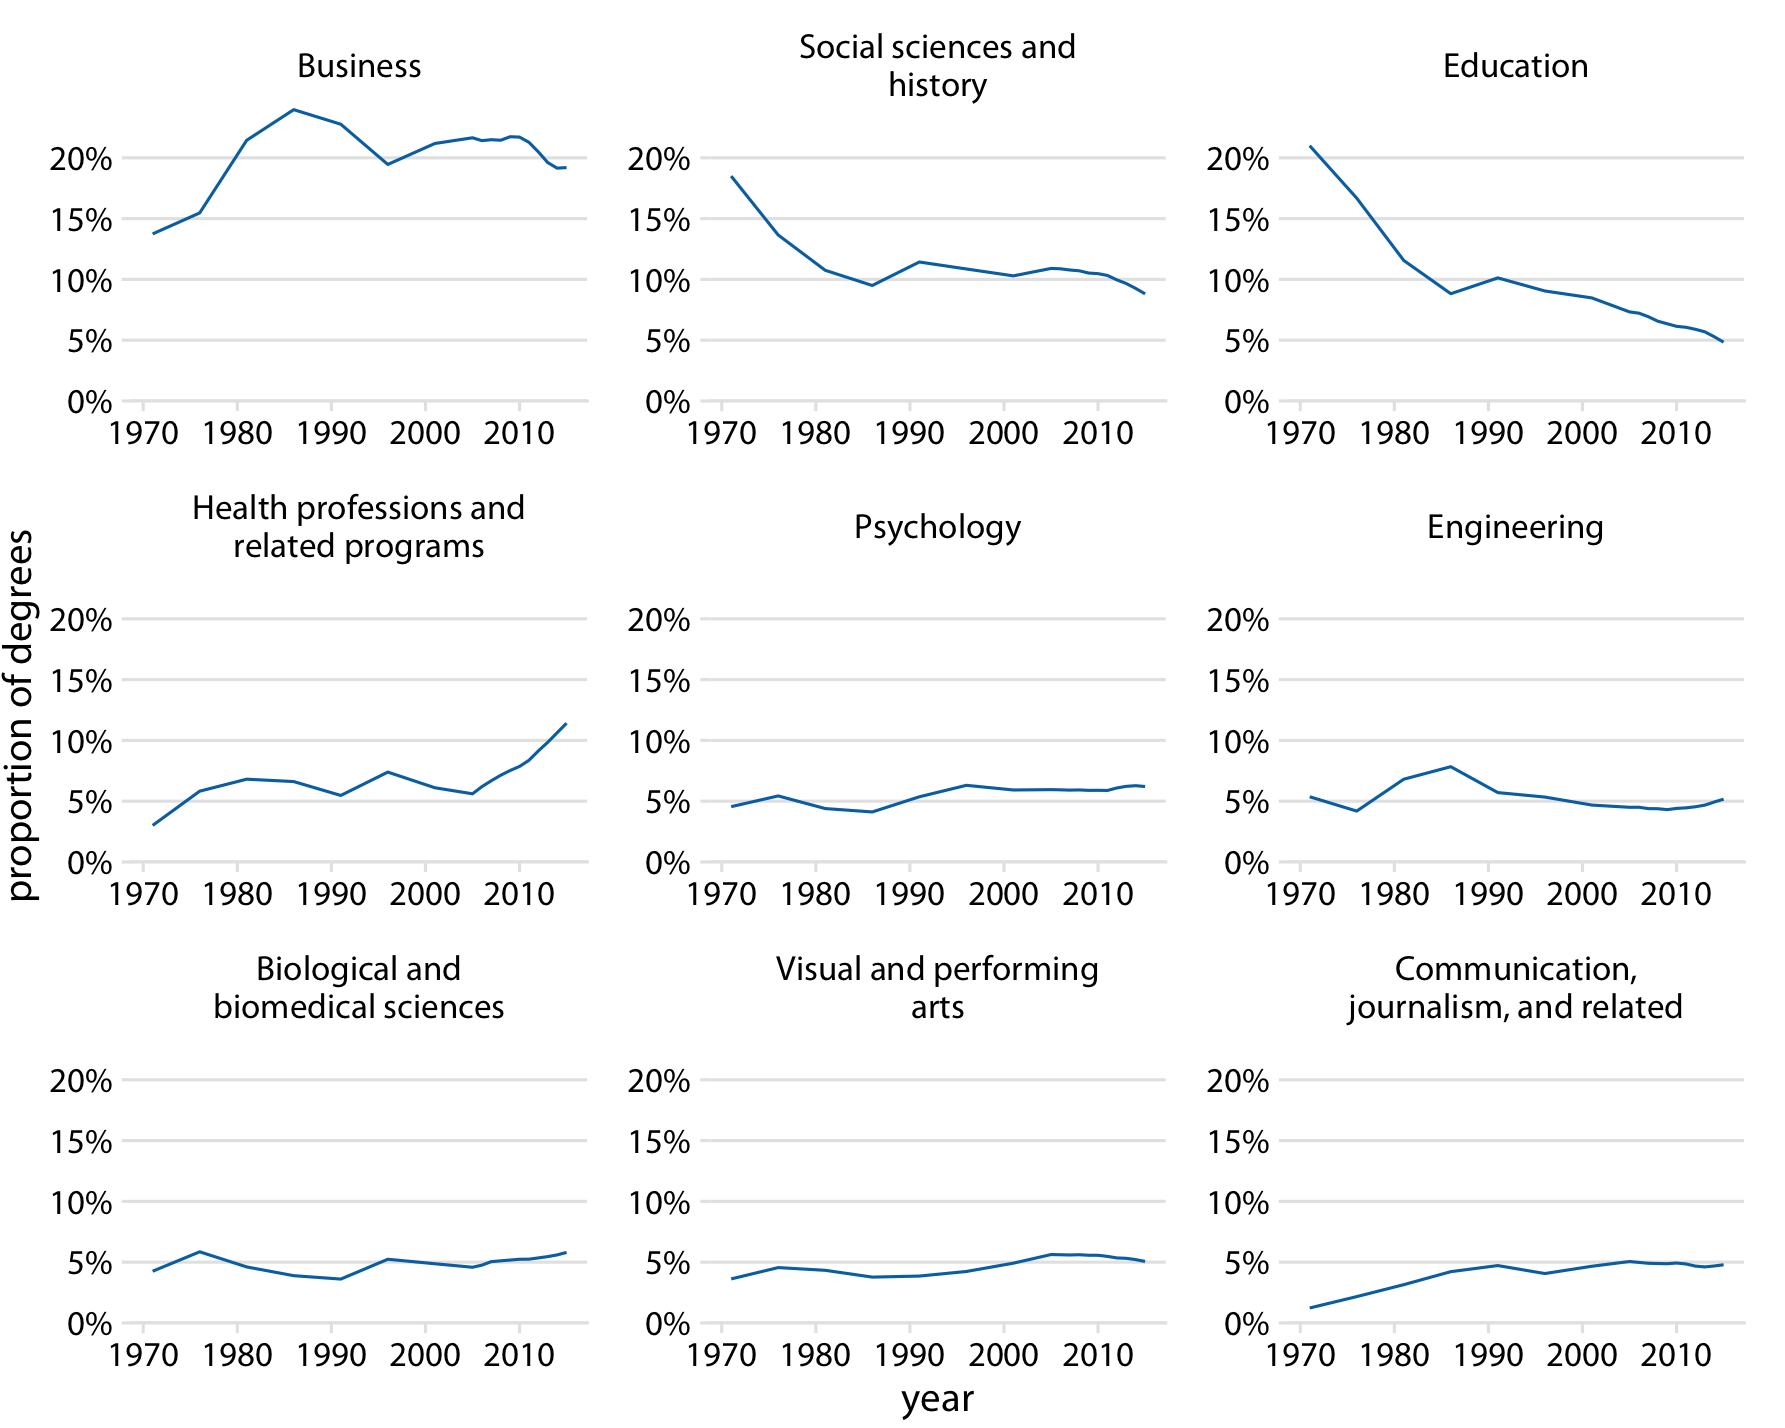 Business
Social sciences and
history
Education
20%
15%
10%
5%
0%
1970 1980 1990 2000 2010
20%
15%
10%
5%
0%
1970 1980 1990 2000 2010
20%
15%
10%
5%
0%
1970 1980 1990 2000 2010
proportion of degrees
Health professions and
related programs
Psychology
Engineering
20%
15%
10%
5%
0%
1970 1980 1990 2000 2010
20%
15%
10%
5%
0%
1970 1980 1990 2000 2010
20%
15%
10%
5%
0%
1970 1980 1990 2000 2010
Biological and
biomedical sciences
Visual and performing
arts
Communication,
journalism, and related
20%
15%
10%
5%
0%
1970 1980 1990 2000 2010
20%
15%
10%
5%
0%
1970 1980 1990 2000 2010
20%
15%
10%
5%
0%
1970 1980 1990 2000 2010
year